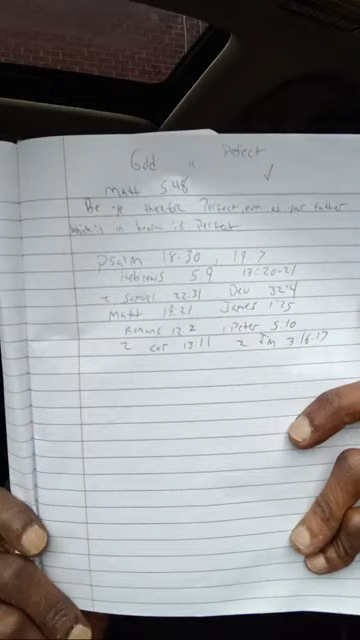 God is Perfect
Matt 5:48
Be ye therefore Perfect, even as your father
which is in heaven is Perfect
Psalm 18:30, 19:7
Hebrews 5:9 13:20-21
2 Samuel 22:31 Deu 32:4
Matt 19:21 James 1:25
Romans 12:2 1 Peter 5:10
2 Cor 13:11 2 Tim 3:16-17